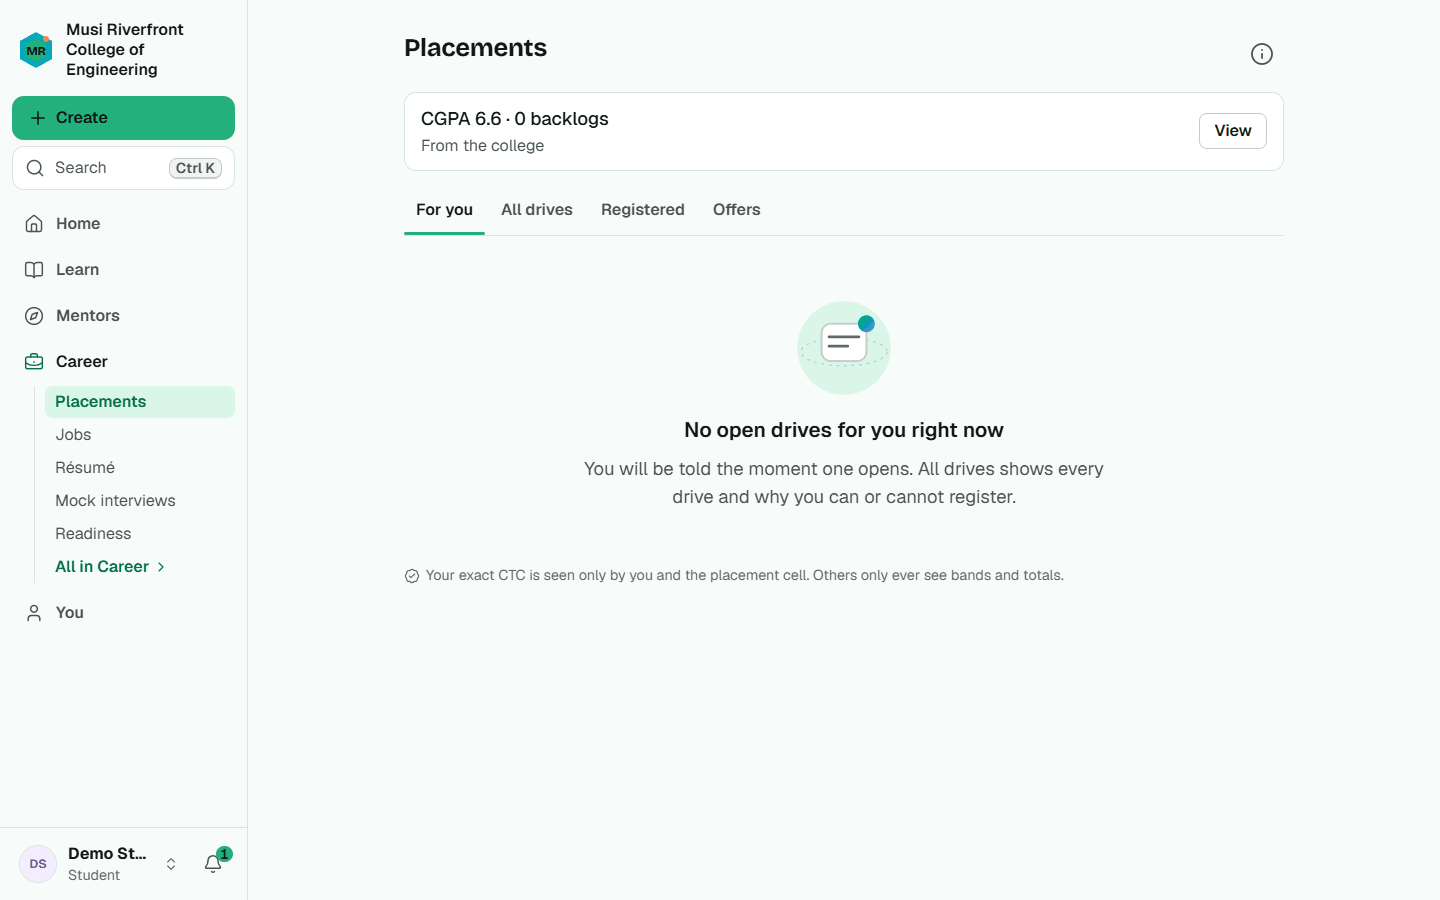 MR
Musi Riverfront
College of
Engineering
Create
Search
Ctrl K
Home
Learn
Mentors
Career
Placements
Jobs
Résumé
Mock interviews
Readiness
All in Career
You
DS
Demo St...
Student
1
Placements
CGPA 6.6 · 0 backlogs
From the college
View
For you
All drives
Registered
Offers
No open drives for you right now
You will be told the moment one opens. All drives shows every
drive and why you can or cannot register.
Your exact CTC is seen only by you and the placement cell. Others only ever see bands and totals.